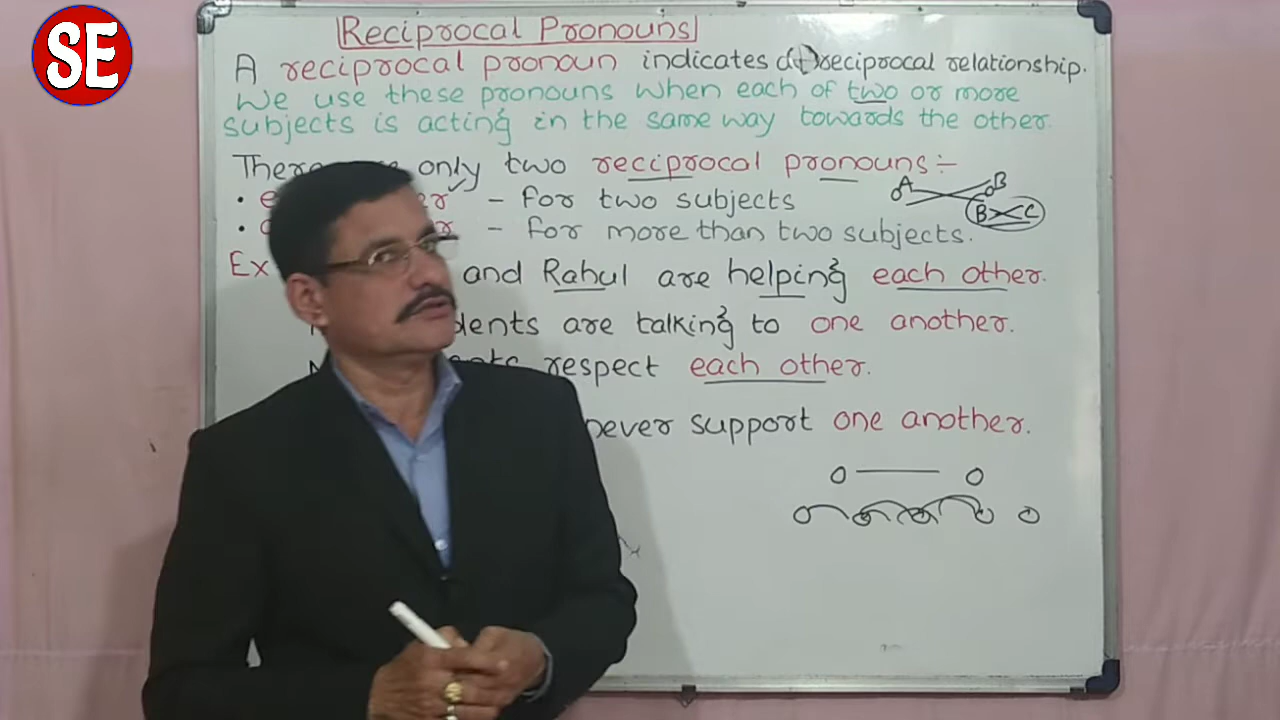 SE
Reciprocal Pronouns
A reciprocal pronoun indicates a(t) reciprocal relationship.
We use these pronouns when each of two or more
subjects is acting in the same way towards the other.
only two reciprocal pronouns:-
• - for two subjects
• - for more than two subjects.
A B
B C
Ex and Rahul are helping each other.
are talking to one another.
respect each other.
never support one another.